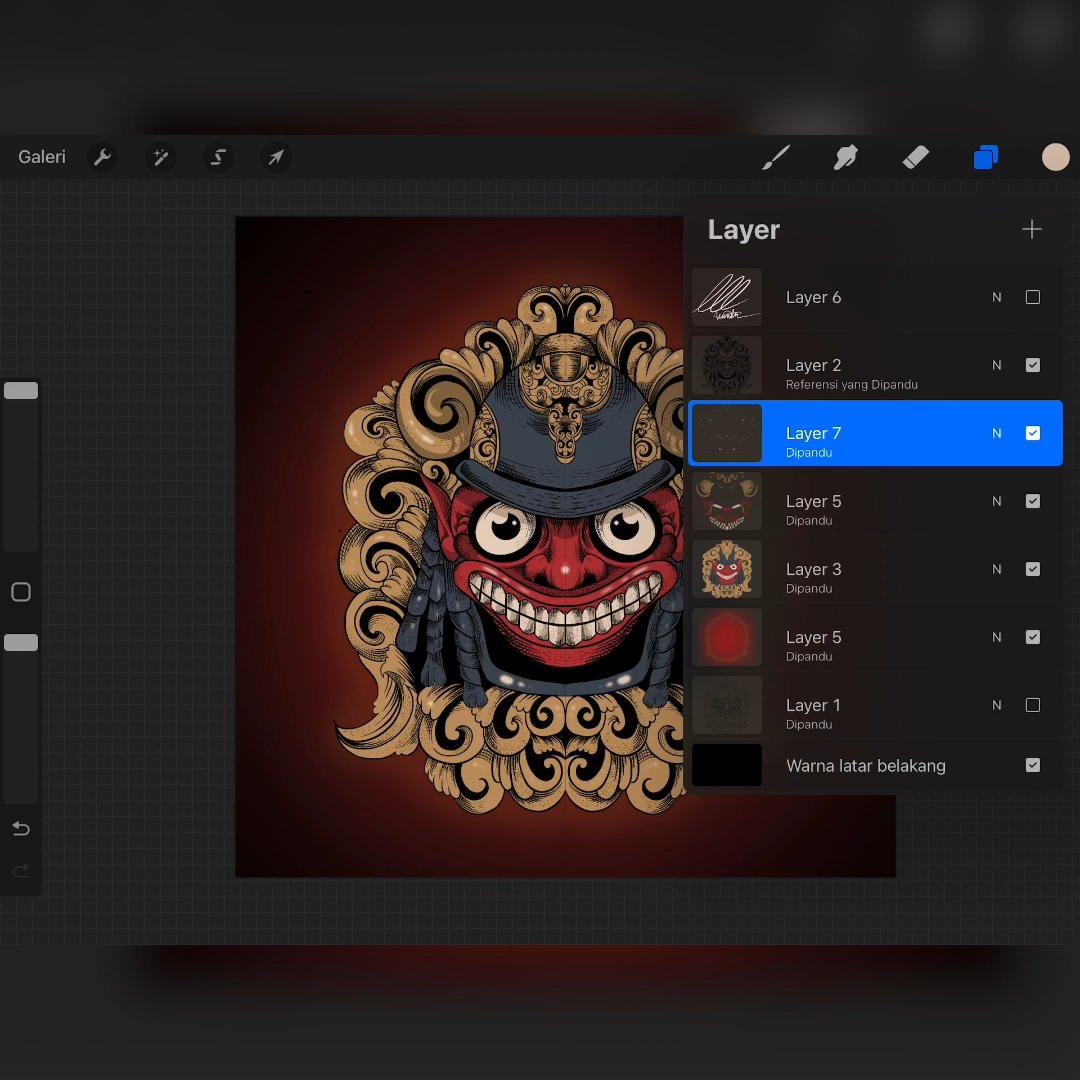 Galeri
Layer
Layer 6
N
Layer 2
N
Referensi yang Dipandu
Layer 7
N
Dipandu
Layer 5
N
Dipandu
Layer 3
N
Dipandu
Layer 5
N
Dipandu
Layer 1
N
Dipandu
Warna latar belakang